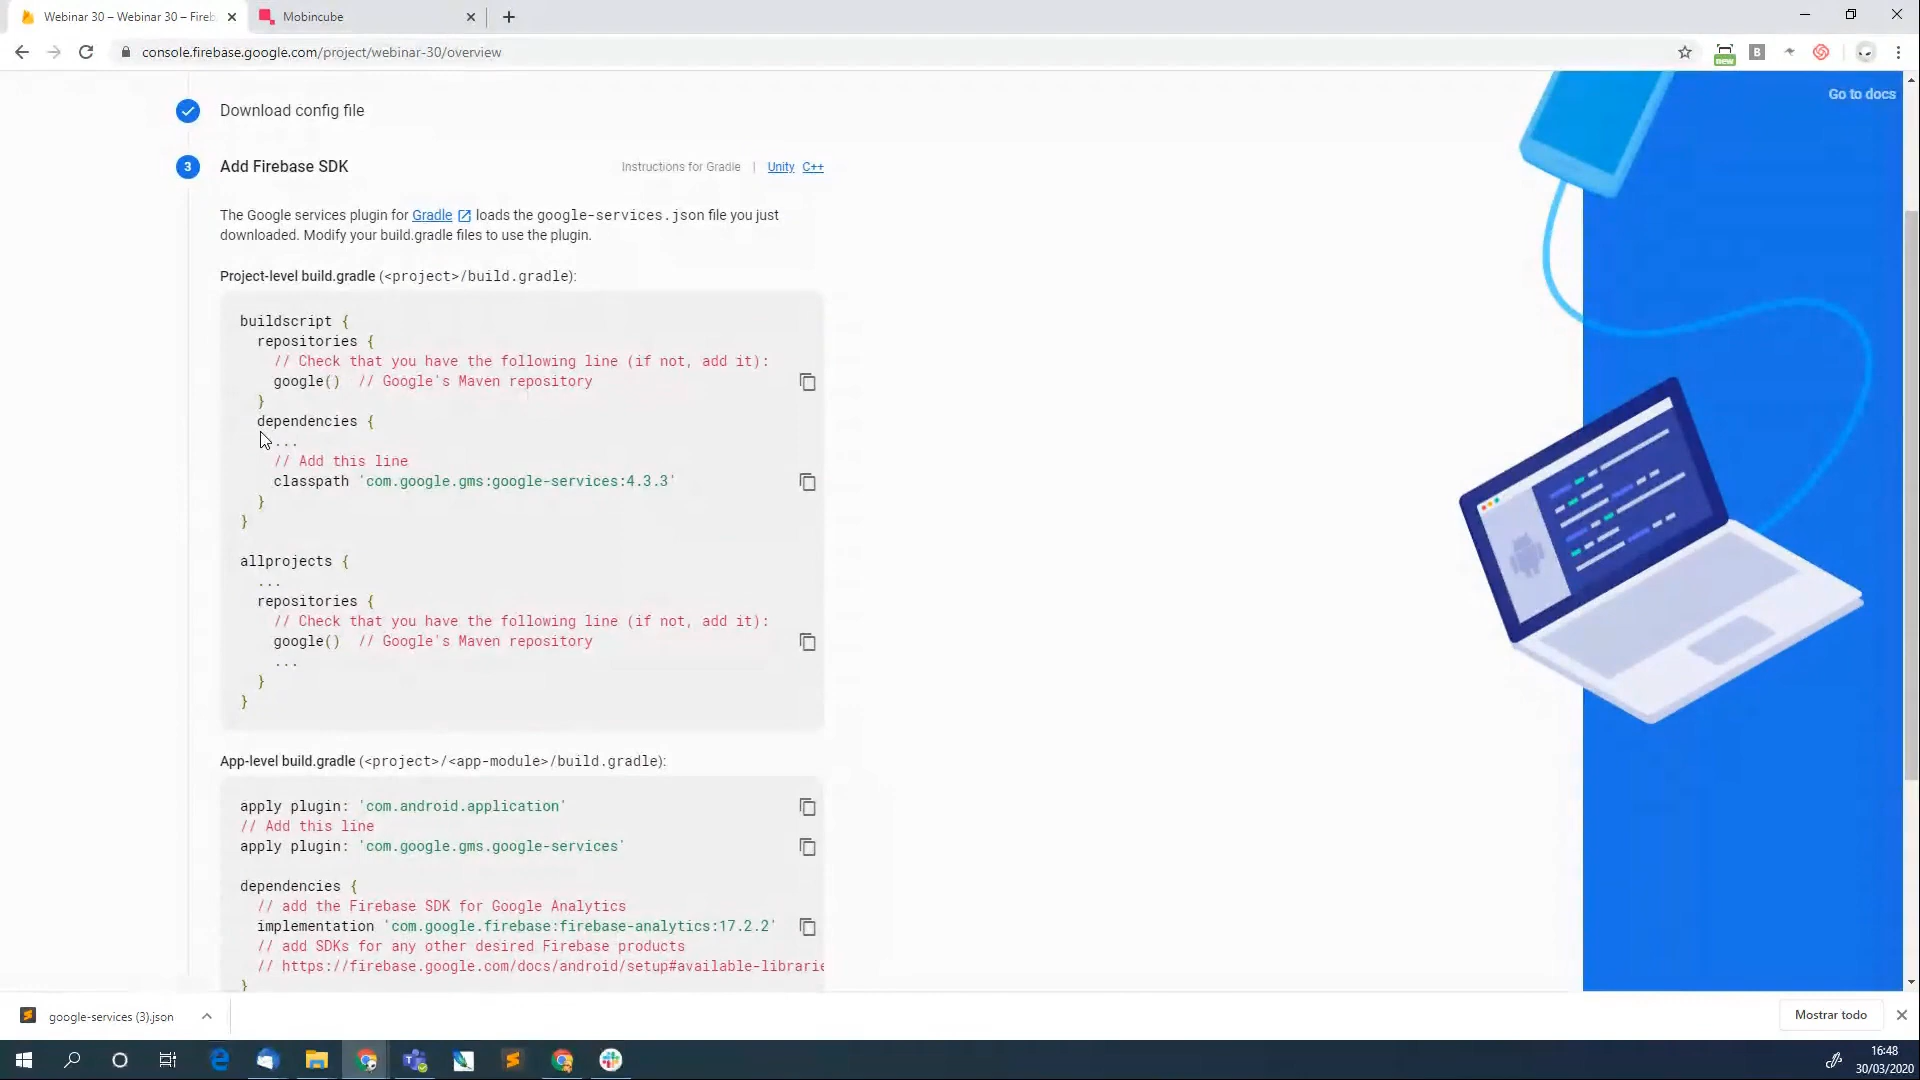 Webinar 30 – Webinar 30 – Fireb
Mobincube
console.firebase.google.com/project/webinar-30/overview
new
B
Go to docs
Download config file
3
Add Firebase SDK
Instructions for Gradle | Unity C++
The Google services plugin for Gradle loads the google-services.json file you just
downloaded. Modify your build.gradle files to use the plugin.
Project-level build.gradle (<project>/build.gradle):
buildscript {
repositories {
// Check that you have the following line (if not, add it):
google() // Google's Maven repository
}
dependencies {
...
// Add this line
classpath 'com.google.gms:google-services:4.3.3'
}
}
allprojects {
...
repositories {
// Check that you have the following line (if not, add it):
google() // Google's Maven repository
...
}
}
App-level build.gradle (<project>/<app-module>/build.gradle):
apply plugin: 'com.android.application'
// Add this line
apply plugin: 'com.google.gms.google-services'
dependencies {
// add the Firebase SDK for Google Analytics
implementation 'com.google.firebase:firebase-analytics:17.2.2'
// add SDKs for any other desired Firebase products
// https://firebase.google.com/docs/android/setup#available-librarie
}
google-services (3).json
Mostrar todo
16:48
30/03/2020